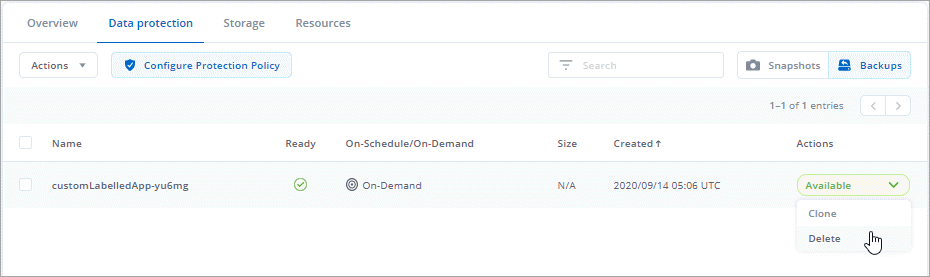 Overview Data protection Storage Resources
Actions Configure Protection Policy Search Snapshots Backups
1–1 of 1 entries
Name Ready On-Schedule/On-Demand Size Created ↑ Actions
customLabelledApp-yu6mg On-Demand N/A 2020/09/14 05:06 UTC Available
Clone
Delete